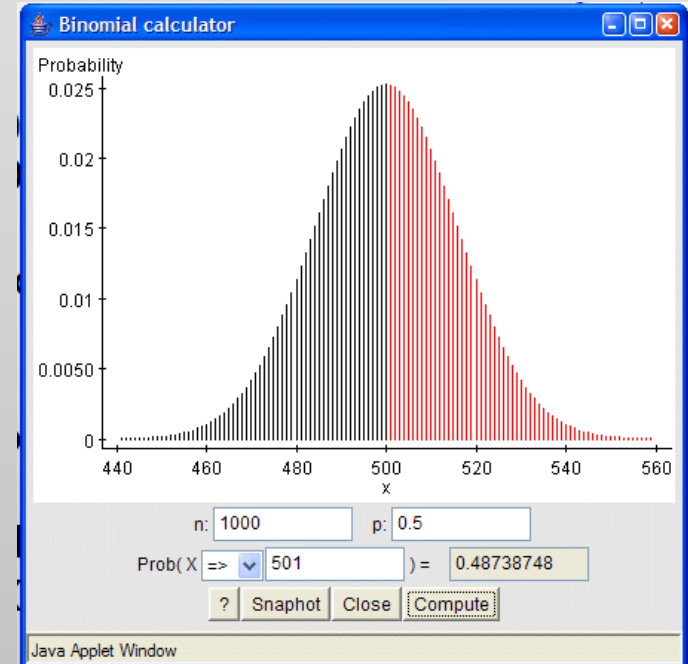 Binomial calculator
Probability
0.025
0.02
0.015
0.01
0.0050
0
440 460 480 500 520 540 560
x
n: 1000 p: 0.5
Prob( X => 501 ) = 0.48738748
? Snaphot Close Compute
Java Applet Window